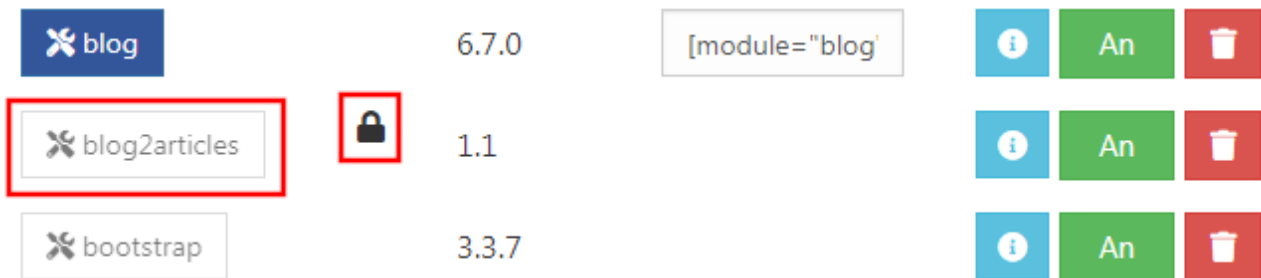 blog 6.7.0 [module="blog" An
blog2articles 1.1 An
bootstrap 3.3.7 An